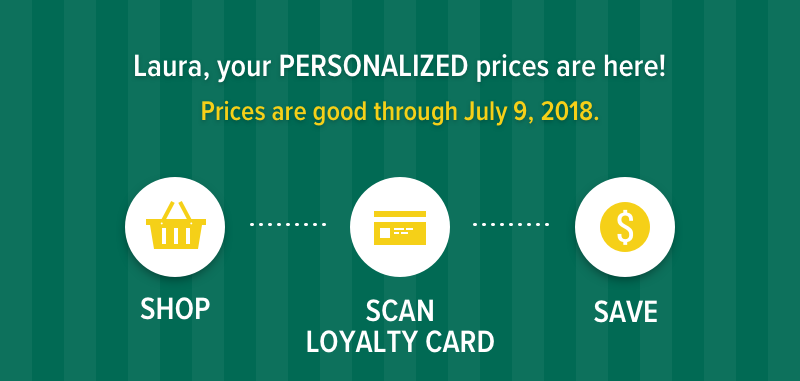 Laura, your PERSONALIZED prices are here!
Prices are good through July 9, 2018.
$
SHOP
SCAN
LOYALTY CARD
SAVE